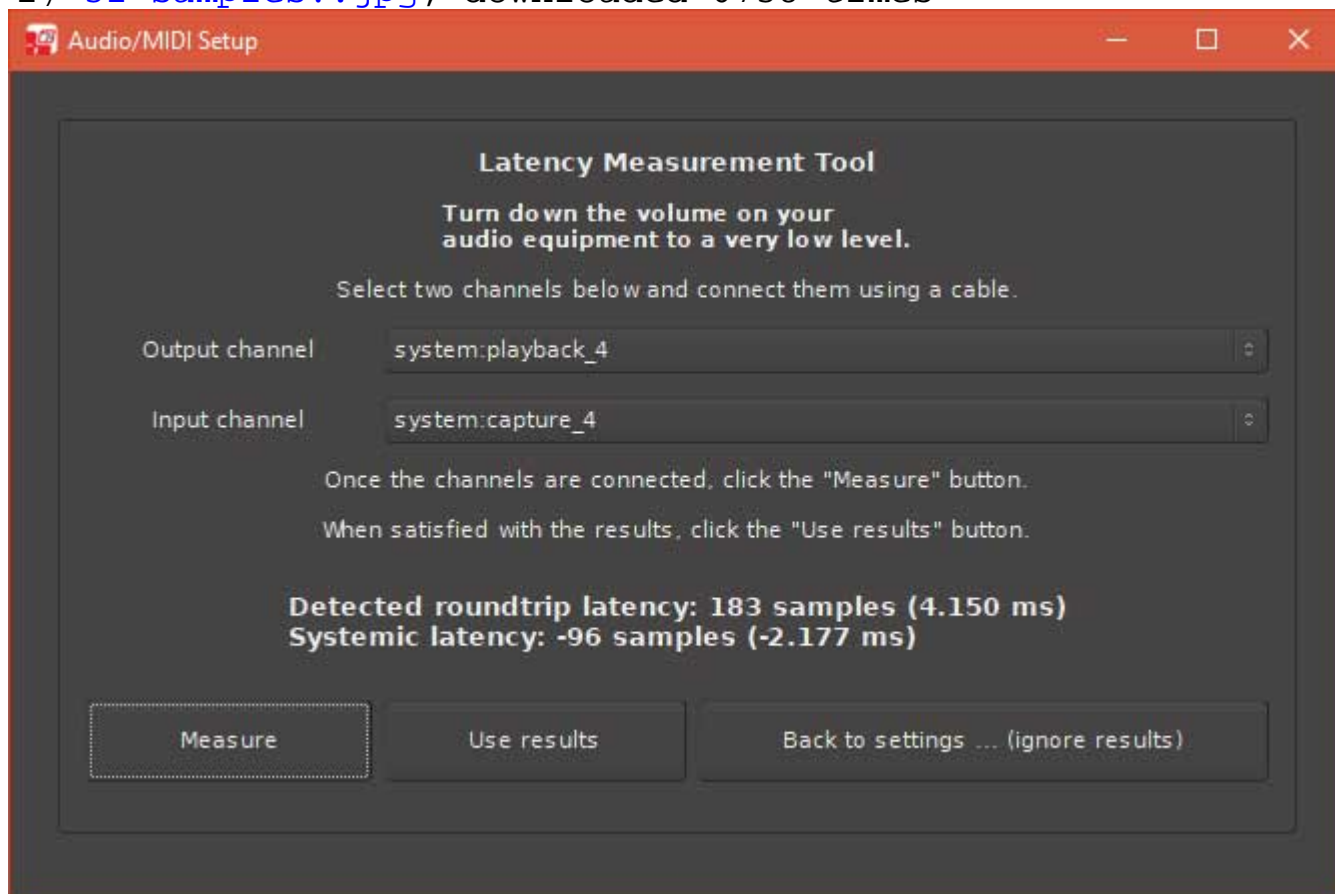 downloaded
Audio/MIDI Setup
Latency Measurement Tool
Turn down the volume on your
audio equipment to a very low level.
Select two channels below and connect them using a cable.
Output channel system:playback_4
Input channel system:capture_4
Once the channels are connected, click the "Measure" button.
When satisfied with the results, click the "Use results" button.
Detected roundtrip latency: 183 samples (4.150 ms)
Systemic latency: -96 samples (-2.177 ms)
Measure Use results Back to settings ... (ignore results)